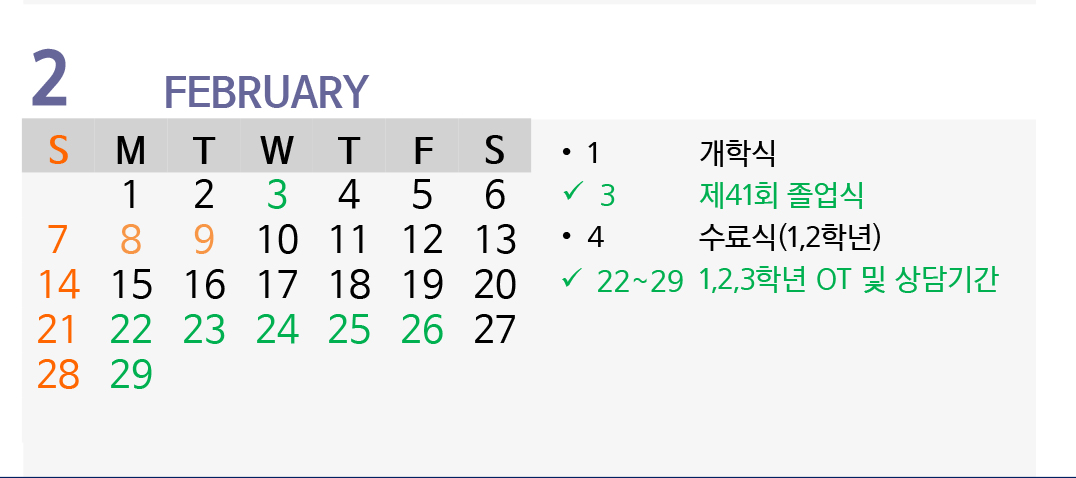 2 FEBRUARY
S M T W T F S
1 2 3 4 5 6
7 8 9 10 11 12 13
14 15 16 17 18 19 20
21 22 23 24 25 26 27
28 29
• 1 개학식
✓ 3 제41회 졸업식
• 4 수료식(1,2학년)
✓ 22~29 1,2,3학년 OT 및 상담기간